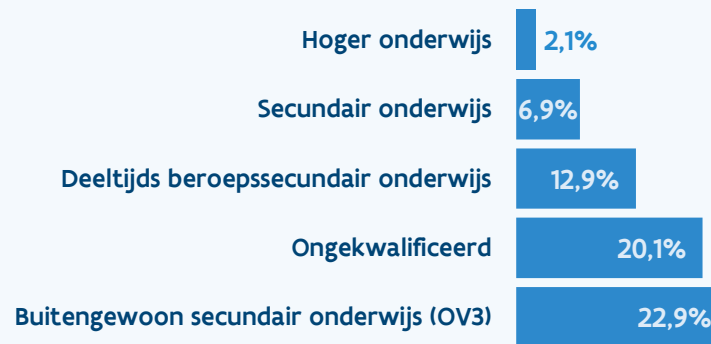 Hoger onderwijs 2,1%
Secundair onderwijs 6,9%
Deeltijds beroepssecundair onderwijs 12,9%
Ongekwalificeerd 20,1%
Buitengewoon secundair onderwijs (OV3) 22,9%